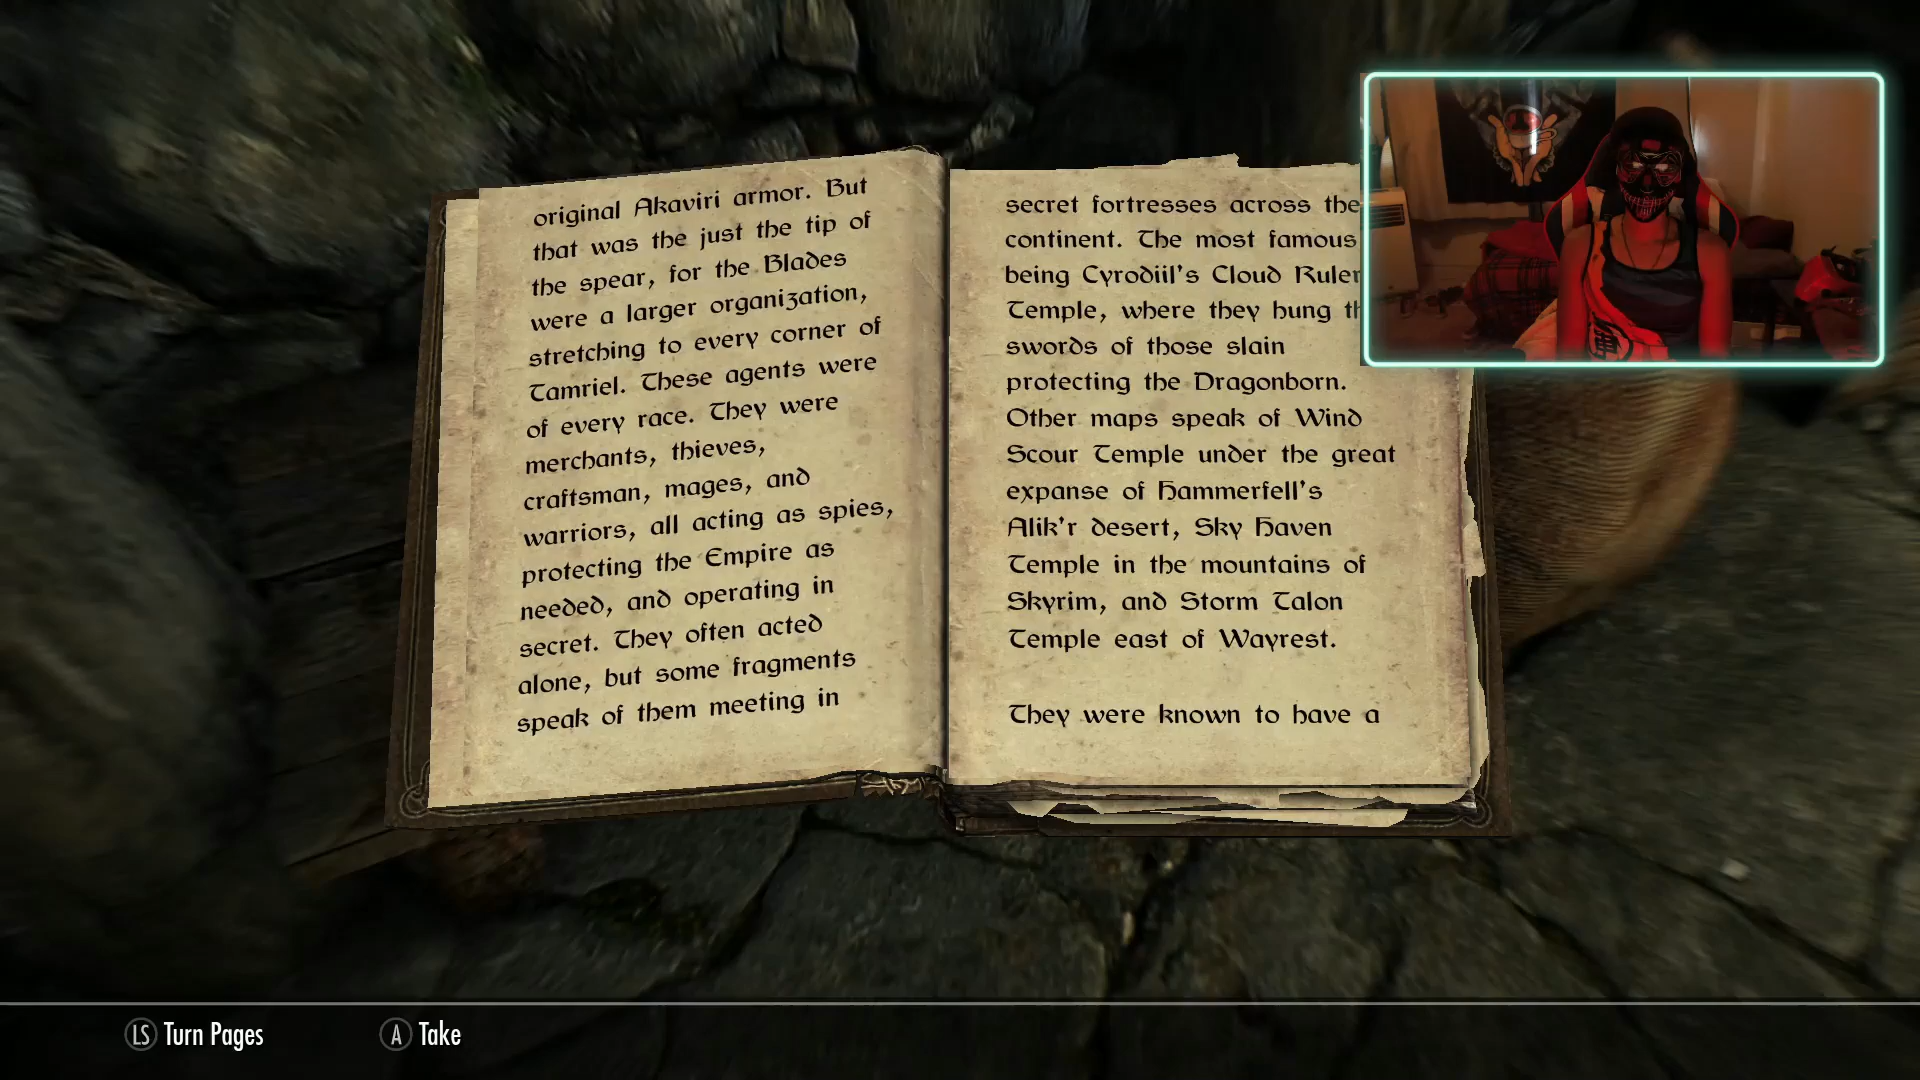 original Akaviri armor. But
that was the just the tip of
the spear, for the Blades
were a larger organization,
stretching to every corner of
Tamriel. These agents were
of every race. They were
merchants, thieves,
craftsman, mages, and
warriors, all acting as spies,
protecting the Empire as
needed, and operating in
secret. They often acted
alone, but some fragments
speak of them meeting in
secret fortresses across the
continent. The most famous
being Cyrodiil's Cloud Ruler
Temple, where they hung
swords of those slain
protecting the Dragonborn.
Other maps speak of Wind
Scour Temple under the great
expanse of Hammerfell's
Alik'r desert, Sky Haven
Temple in the mountains of
Skyrim, and Storm Talon
Temple east of Wayrest.
They were known to have a
LS Turn Pages
A Take